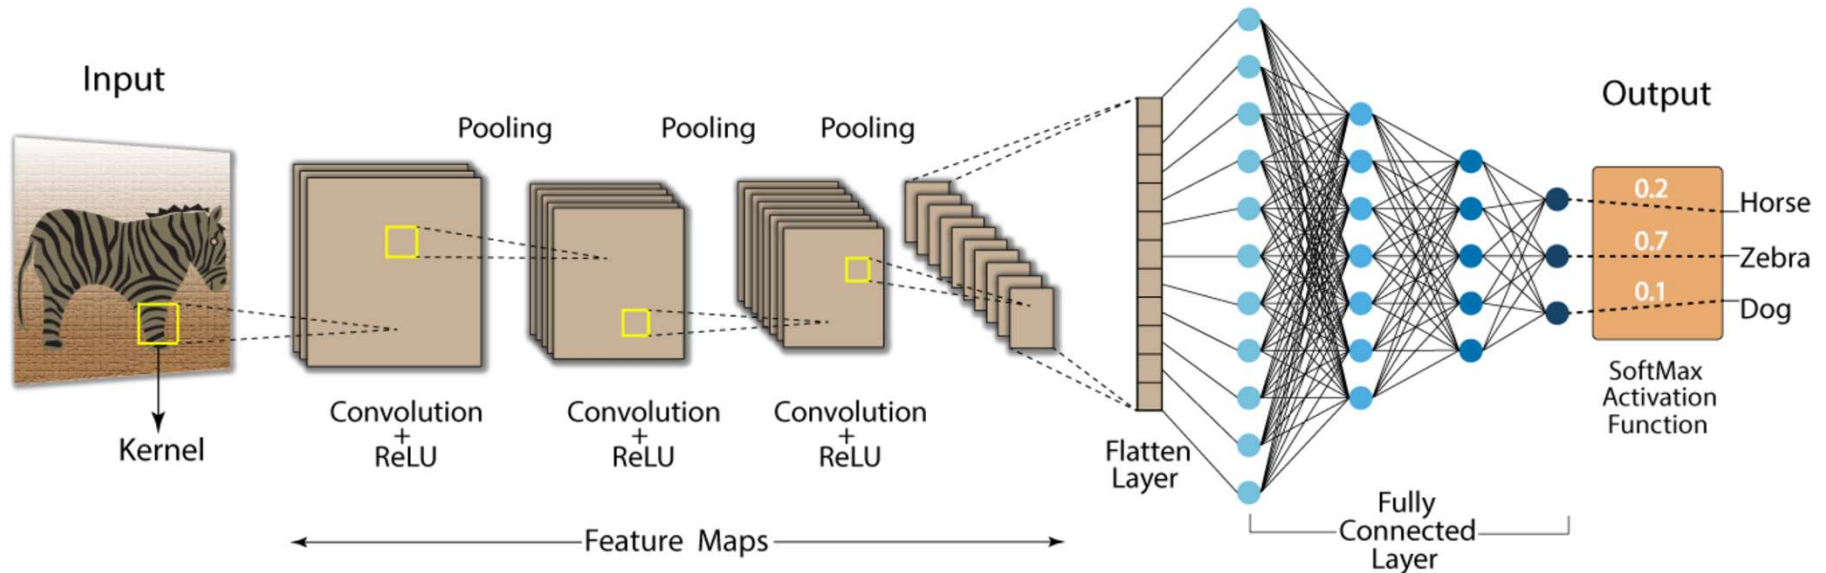 Input
Kernel
Pooling
Pooling
Pooling
Convolution
+
ReLU
Convolution
+
ReLU
Convolution
+
ReLU
Feature Maps
Flatten
Layer
Fully
Connected
Layer
Output
0.2
Horse
0.7
Zebra
0.1
Dog
SoftMax
Activation
Function